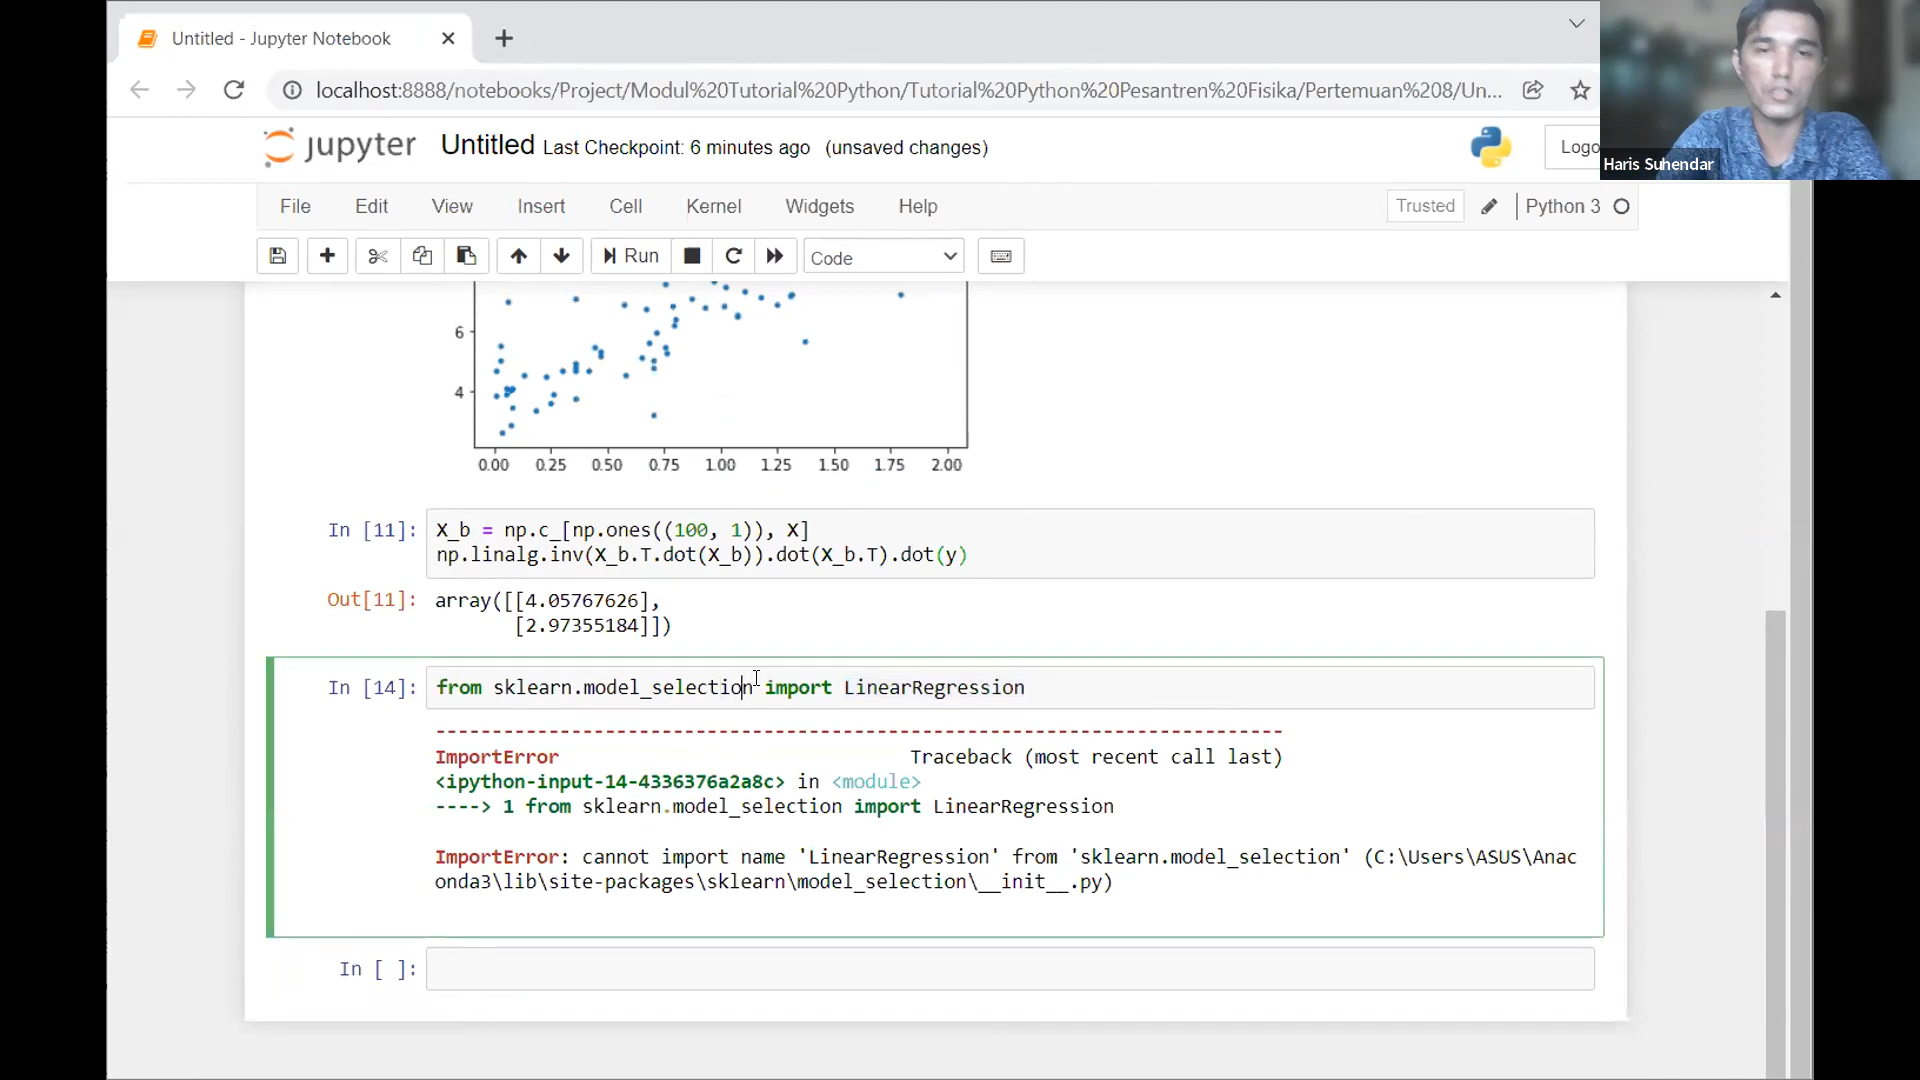 Untitled - Jupyter Notebook
localhost:8888/notebooks/Project/Modul%20Tutorial%20Python/Tutorial%20Python%20Pesantren%20Fisika/Pertemuan%208/Un...
jupyter Untitled Last Checkpoint: 6 minutes ago (unsaved changes)
Logo
Haris Suhendar
File Edit View Insert Cell Kernel Widgets Help Trusted Python 3
Run Code
6
4
0.00 0.25 0.50 0.75 1.00 1.25 1.50 1.75 2.00
In [11]: X_b = np.c_[np.ones((100, 1)), X]
np.linalg.inv(X_b.T.dot(X_b)).dot(X_b.T).dot(y)
Out[11]: array([[4.05767626],
[2.97355184]])
In [14]: from sklearn.model_selection import LinearRegression
---------------------------------------------------------------------------
ImportError Traceback (most recent call last)
<ipython-input-14-4336376a2a8c> in <module>
----> 1 from sklearn.model_selection import LinearRegression
ImportError: cannot import name 'LinearRegression' from 'sklearn.model_selection' (C:\Users\ASUS\Anac
onda3\lib\site-packages\sklearn\model_selection\__init__.py)
In [ ]: